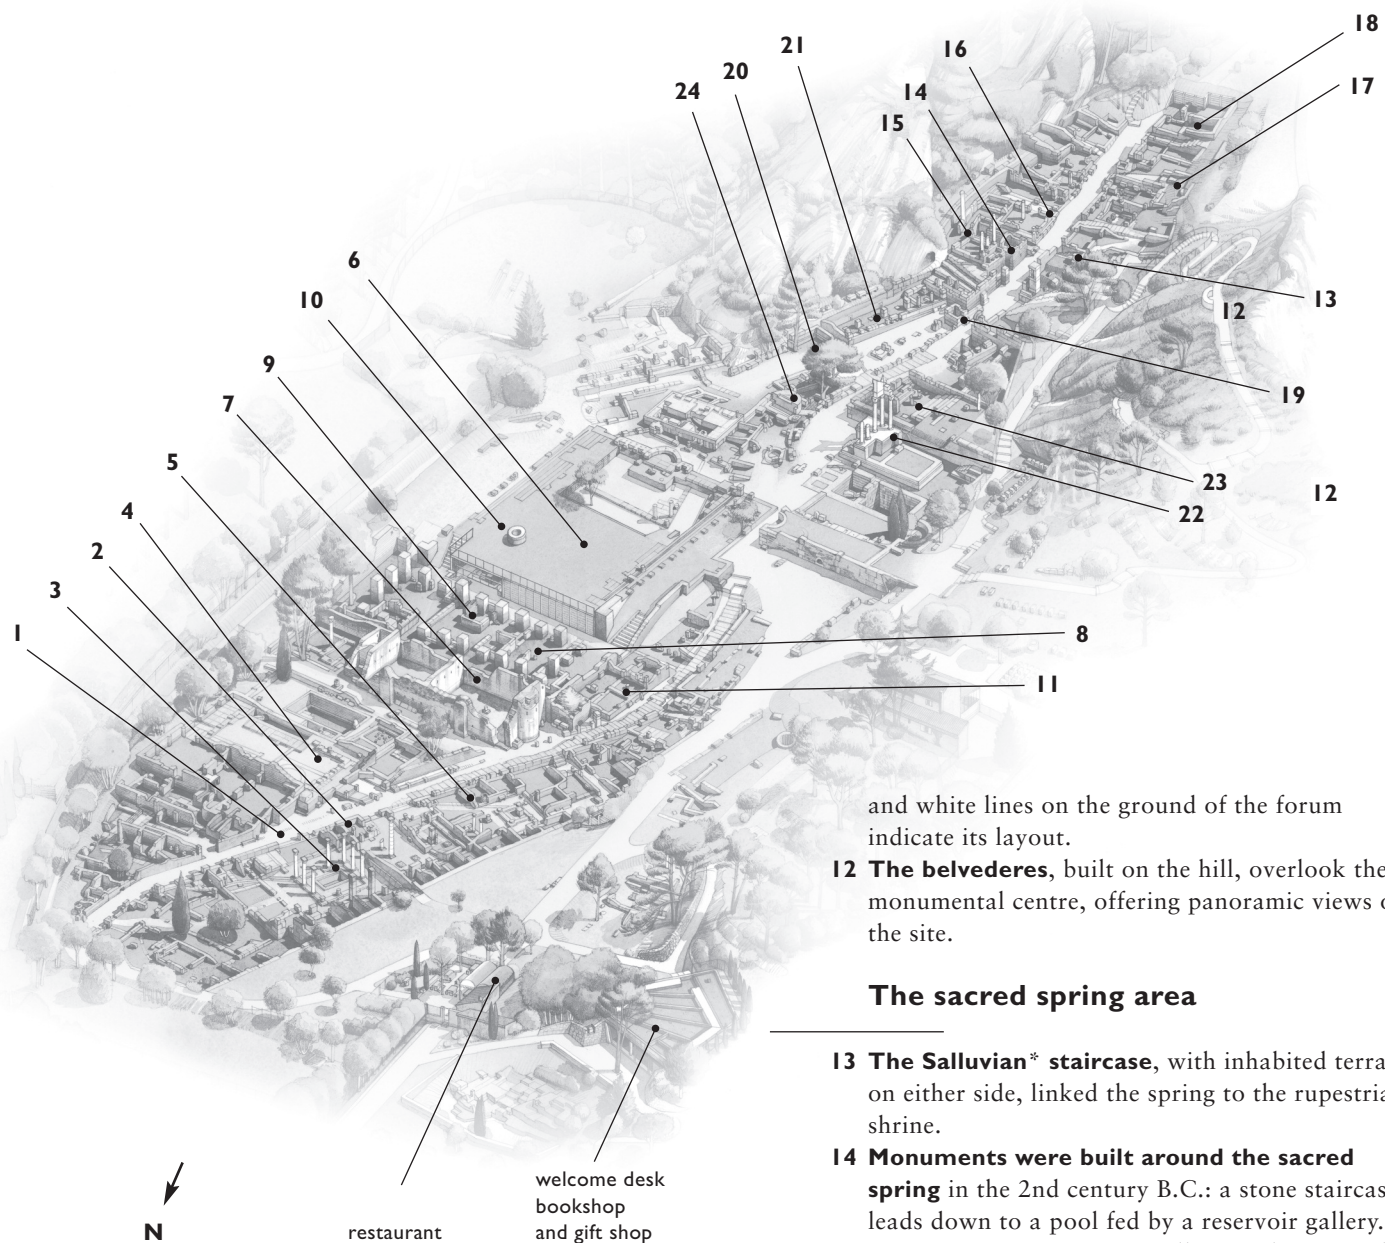 18
21
16
20
17
24
14
15
6
13
10
12
9
19
7
5
23
12
4
22
2
3
1
8
11
and white lines on the ground of the forum
indicate its layout.
12 The belvederes, built on the hill, overlook the
monumental centre, offering panoramic views
the site.
The sacred spring area
13 The Salluvian* staircase, with inhabited
on either side, linked the spring to the
shrine.
14 Monuments were built around the sacred
spring in the 2nd century B.C.: a stone
leads down to a pool fed by a reservoir gallery.
welcome desk
bookshop
and gift shop
restaurant
N